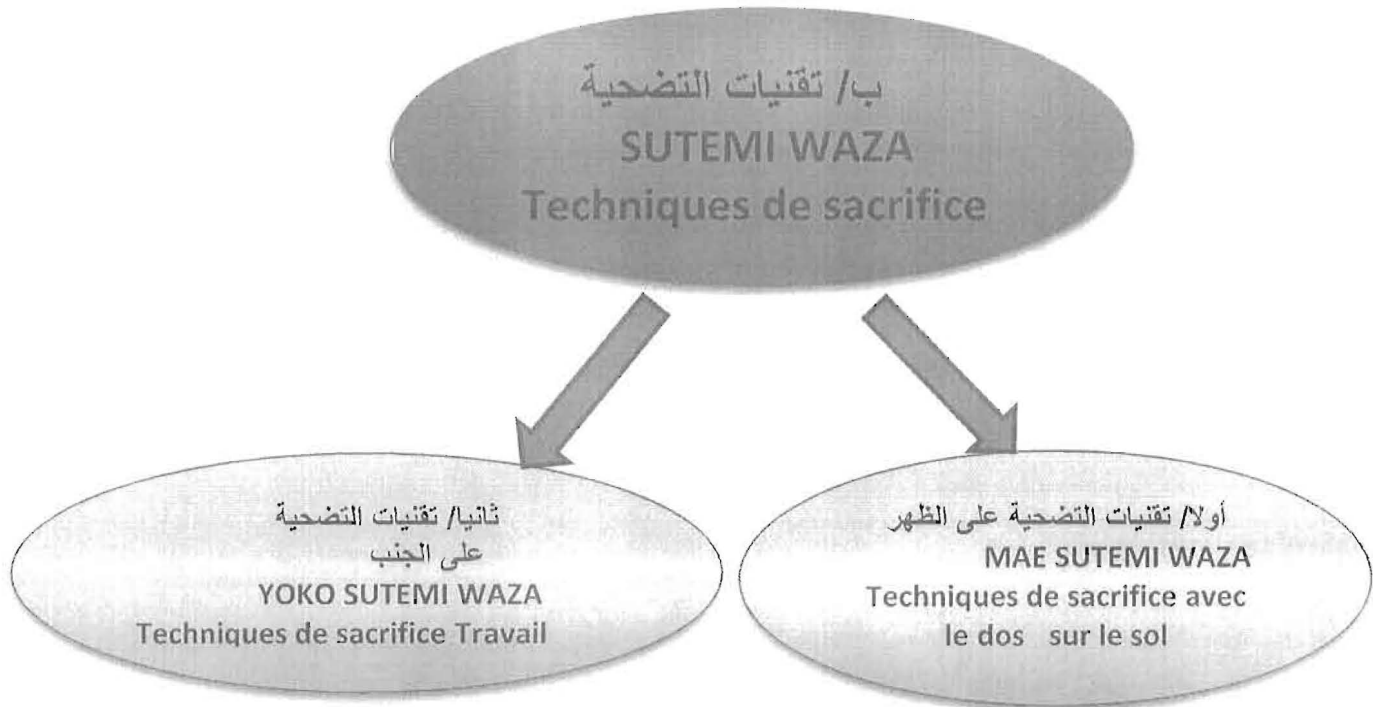 ب/ تقنيات التضحية
SUTEMI WAZA
Techniques de sacrifice
أولا/ تقنيات التضحية على الظهر
MAE SUTEMI WAZA
Techniques de sacrifice avec
le dos sur le sol
ثانيا/ تقنيات التضحية
على الجنب
YOKO SUTEMI WAZA
Techniques de sacrifice Travail